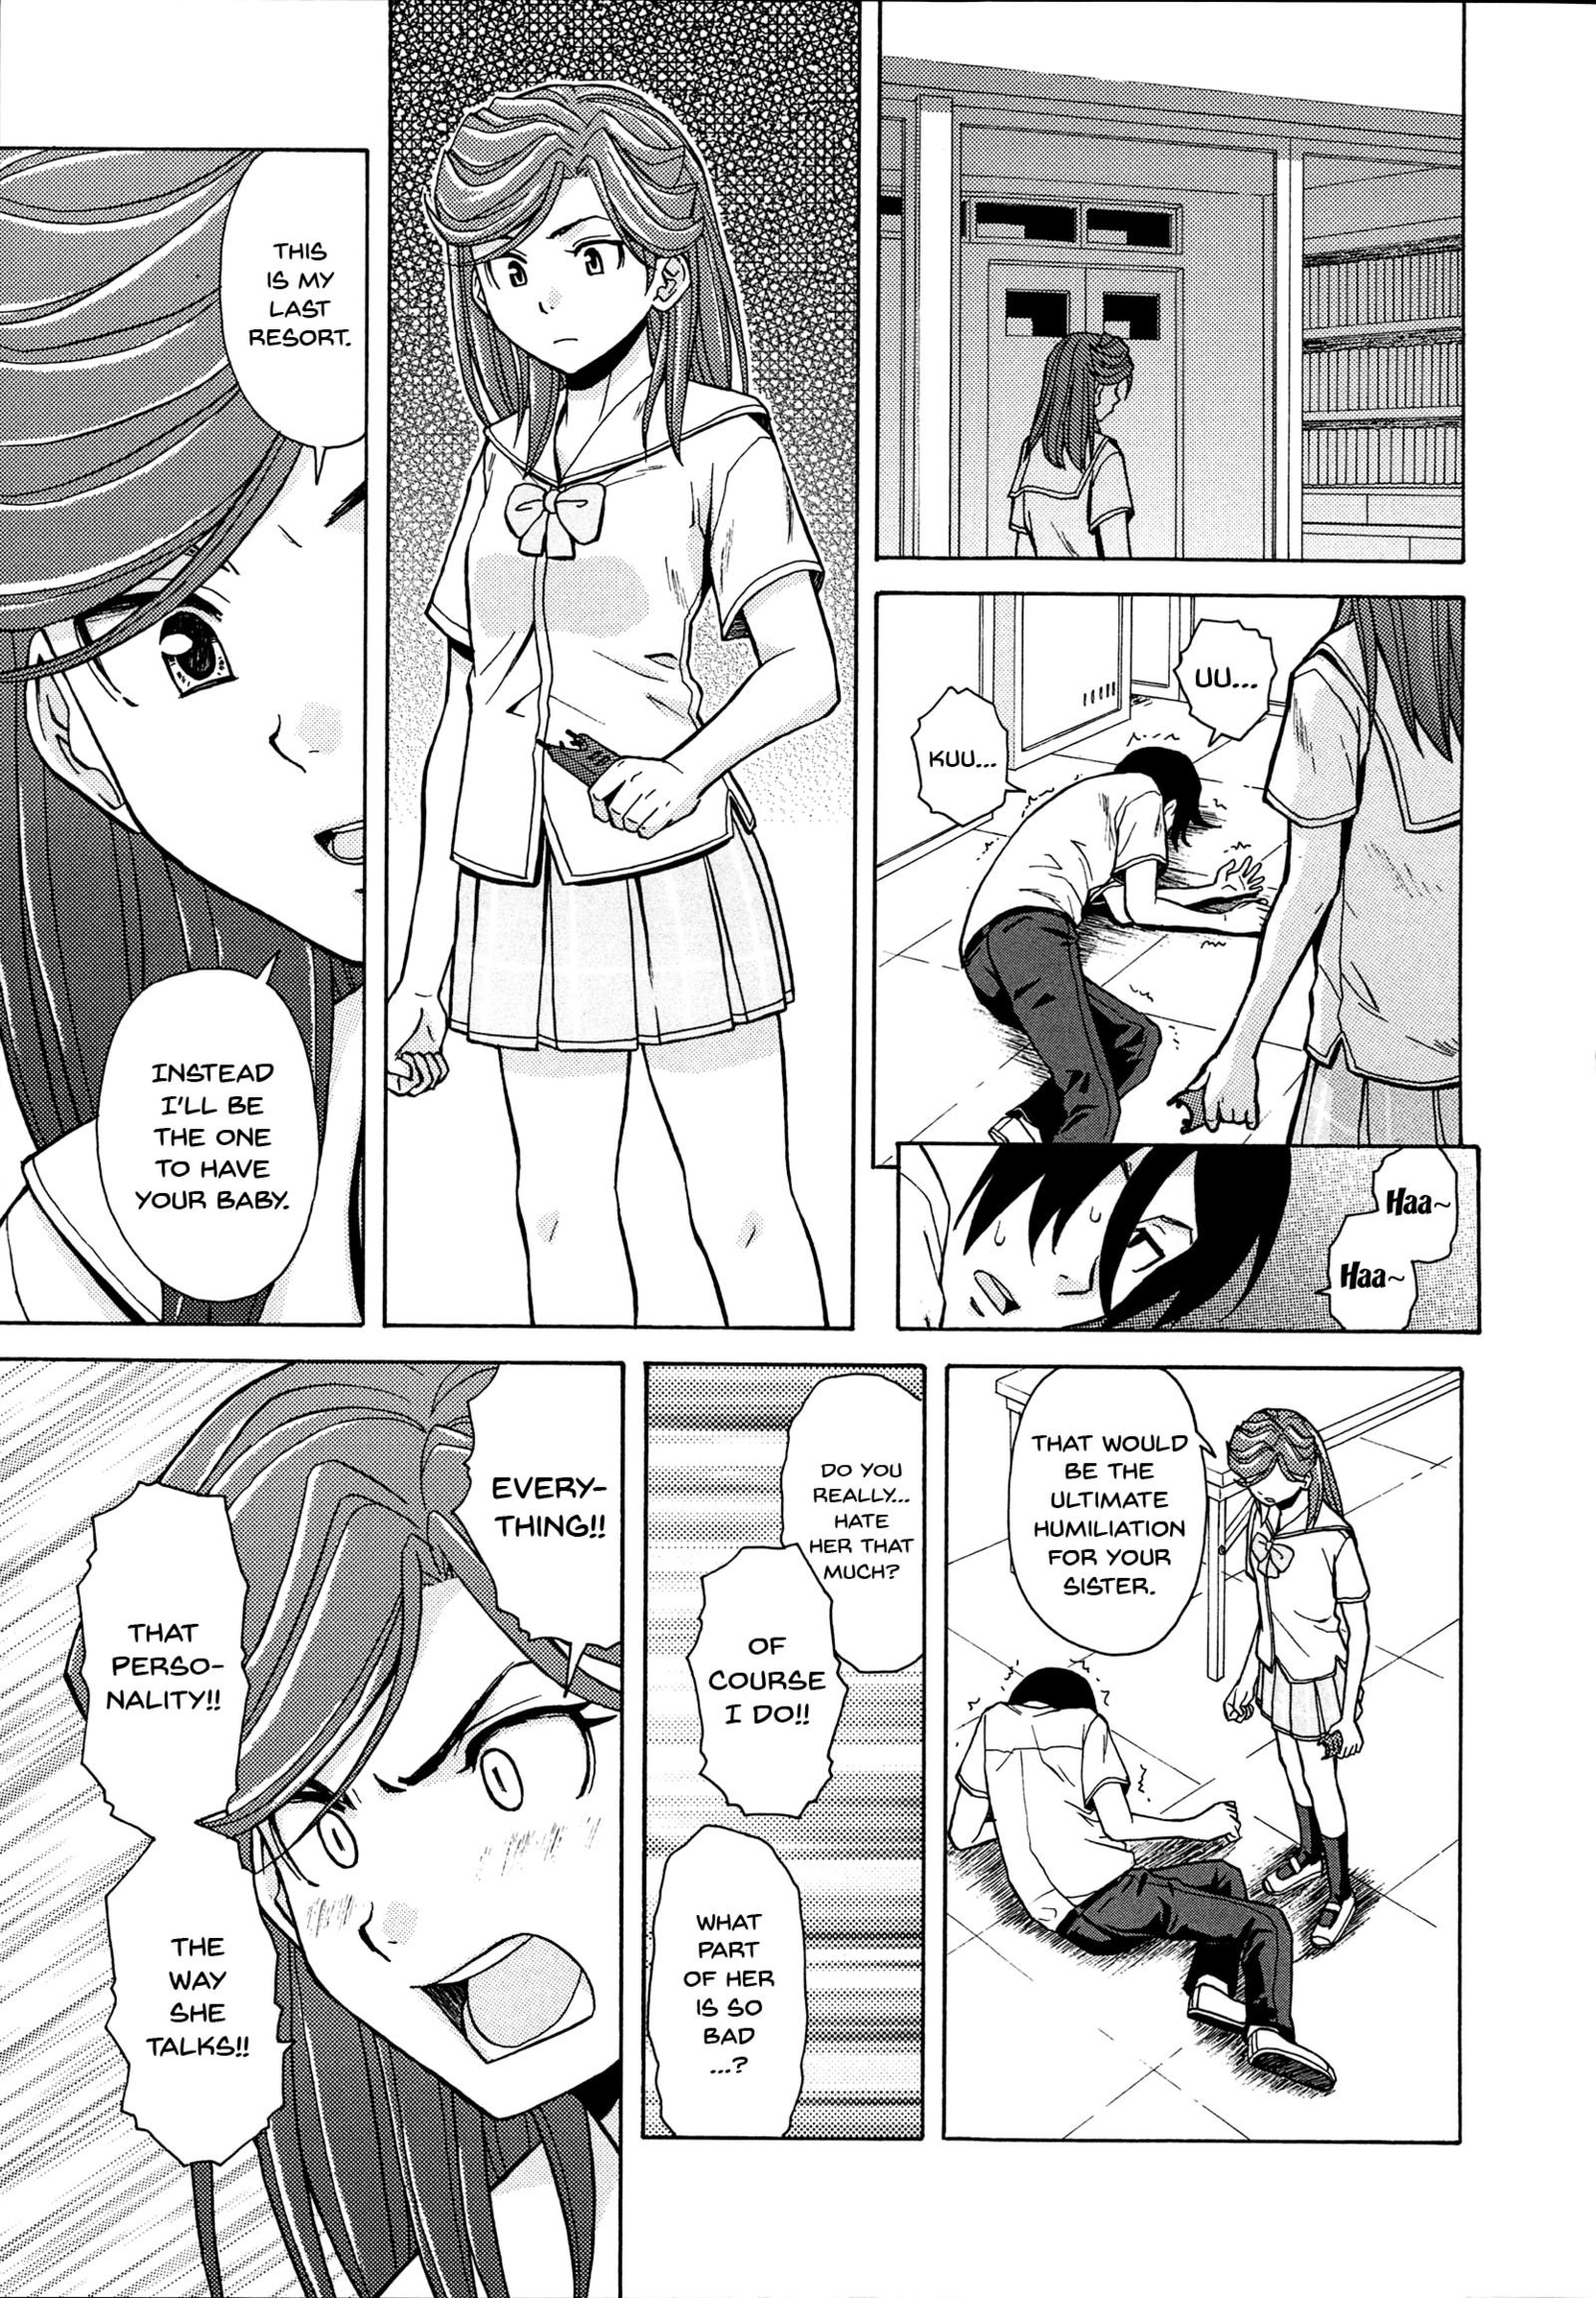 UU...
KUU...
Haa~
Haa~
THIS
IS MY
LAST
RESORT.
INSTEAD
I'LL BE
THE ONE
TO HAVE
YOUR BABY.
THAT WOULD
BE THE
ULTIMATE
HUMILIATION
FOR YOUR
SISTER.
DO YOU
REALLY...
HATE
HER THAT
MUCH?
OF
COURSE
I DO!!
WHAT
PART
OF HER
IS SO
BAD
...?
EVERY-
THING!!
THAT
PERSO-
NALITY!!
THE
WAY
SHE
TALKS!!